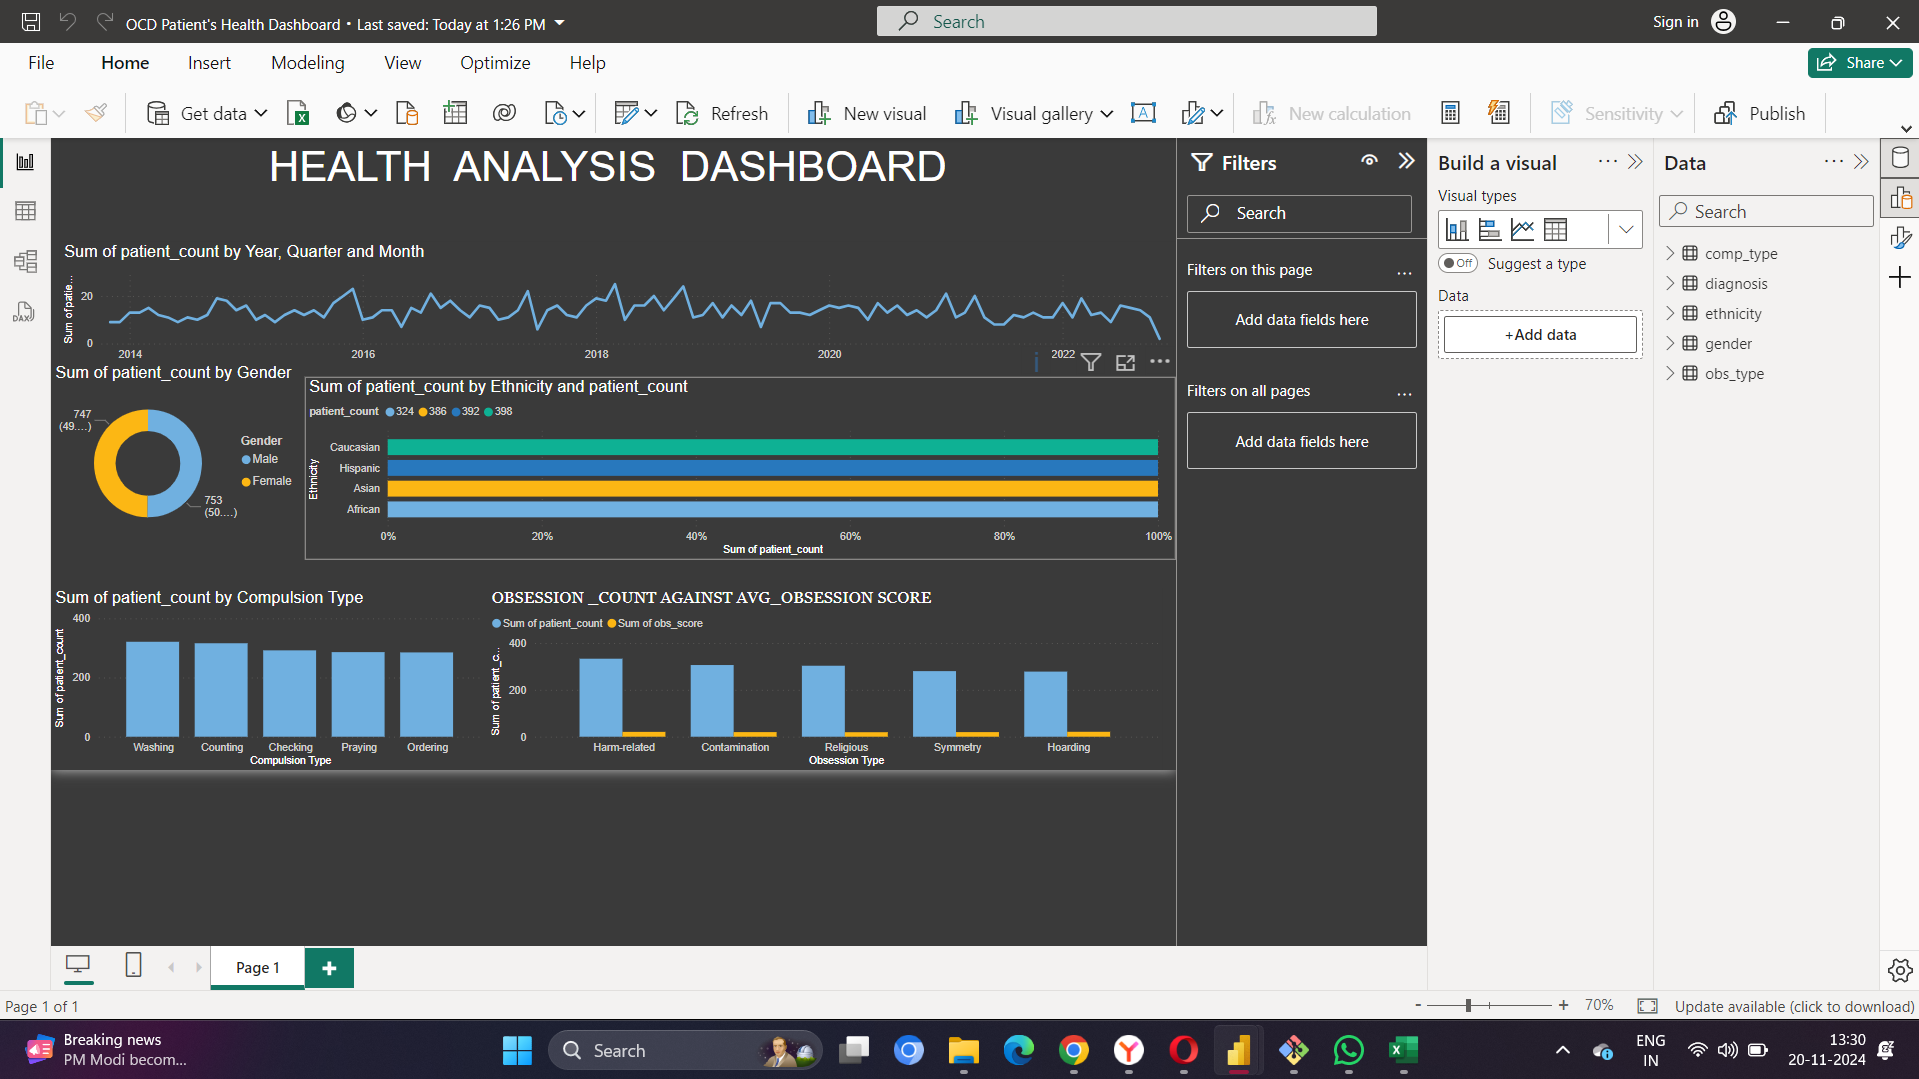 OCD Patient's Health Dashboard • Last saved: Today at 1:26 PM
Search
Sign in
File
Home
Insert
Modeling
View
Optimize
Help
Share
Get data
Refresh
New visual
Visual gallery
New calculation
Sensitivity
Publish
HEALTH ANALYSIS DASHBOARD
Sum of patient_count by Year, Quarter and Month
Sum of patie...
20
0
2014
2016
2018
2020
2022
Sum of patient_count by Gender
747
(49....)
753
(50....)
Gender
Male
Female
Sum of patient_count by Ethnicity and patient_count
patient_count 324 386 392 398
Ethnicity
Caucasian
Hispanic
Asian
African
0%
20%
40%
60%
80%
100%
Sum of patient_count
Sum of patient_count by Compulsion Type
Sum of patient_count
400
200
0
Washing
Counting
Checking
Praying
Ordering
Compulsion Type
OBSESSION _COUNT AGAINST AVG_OBSESSION SCORE
Sum of patient_count Sum of obs_score
Sum of patient_c...
400
200
0
Harm-related
Contamination
Religious
Symmetry
Hoarding
Obsession Type
Filters
Search
Filters on this page
Add data fields here
Filters on all pages
Add data fields here
Build a visual
Visual types
Off
Suggest a type
Data
+Add data
Data
Search
comp_type
diagnosis
ethnicity
gender
obs_type
DAX
Page 1
Page 1 of 1
- + 70%
Update available (click to download)
Breaking news
PM Modi becom...
Search
ENG
IN
13:30
20-11-2024